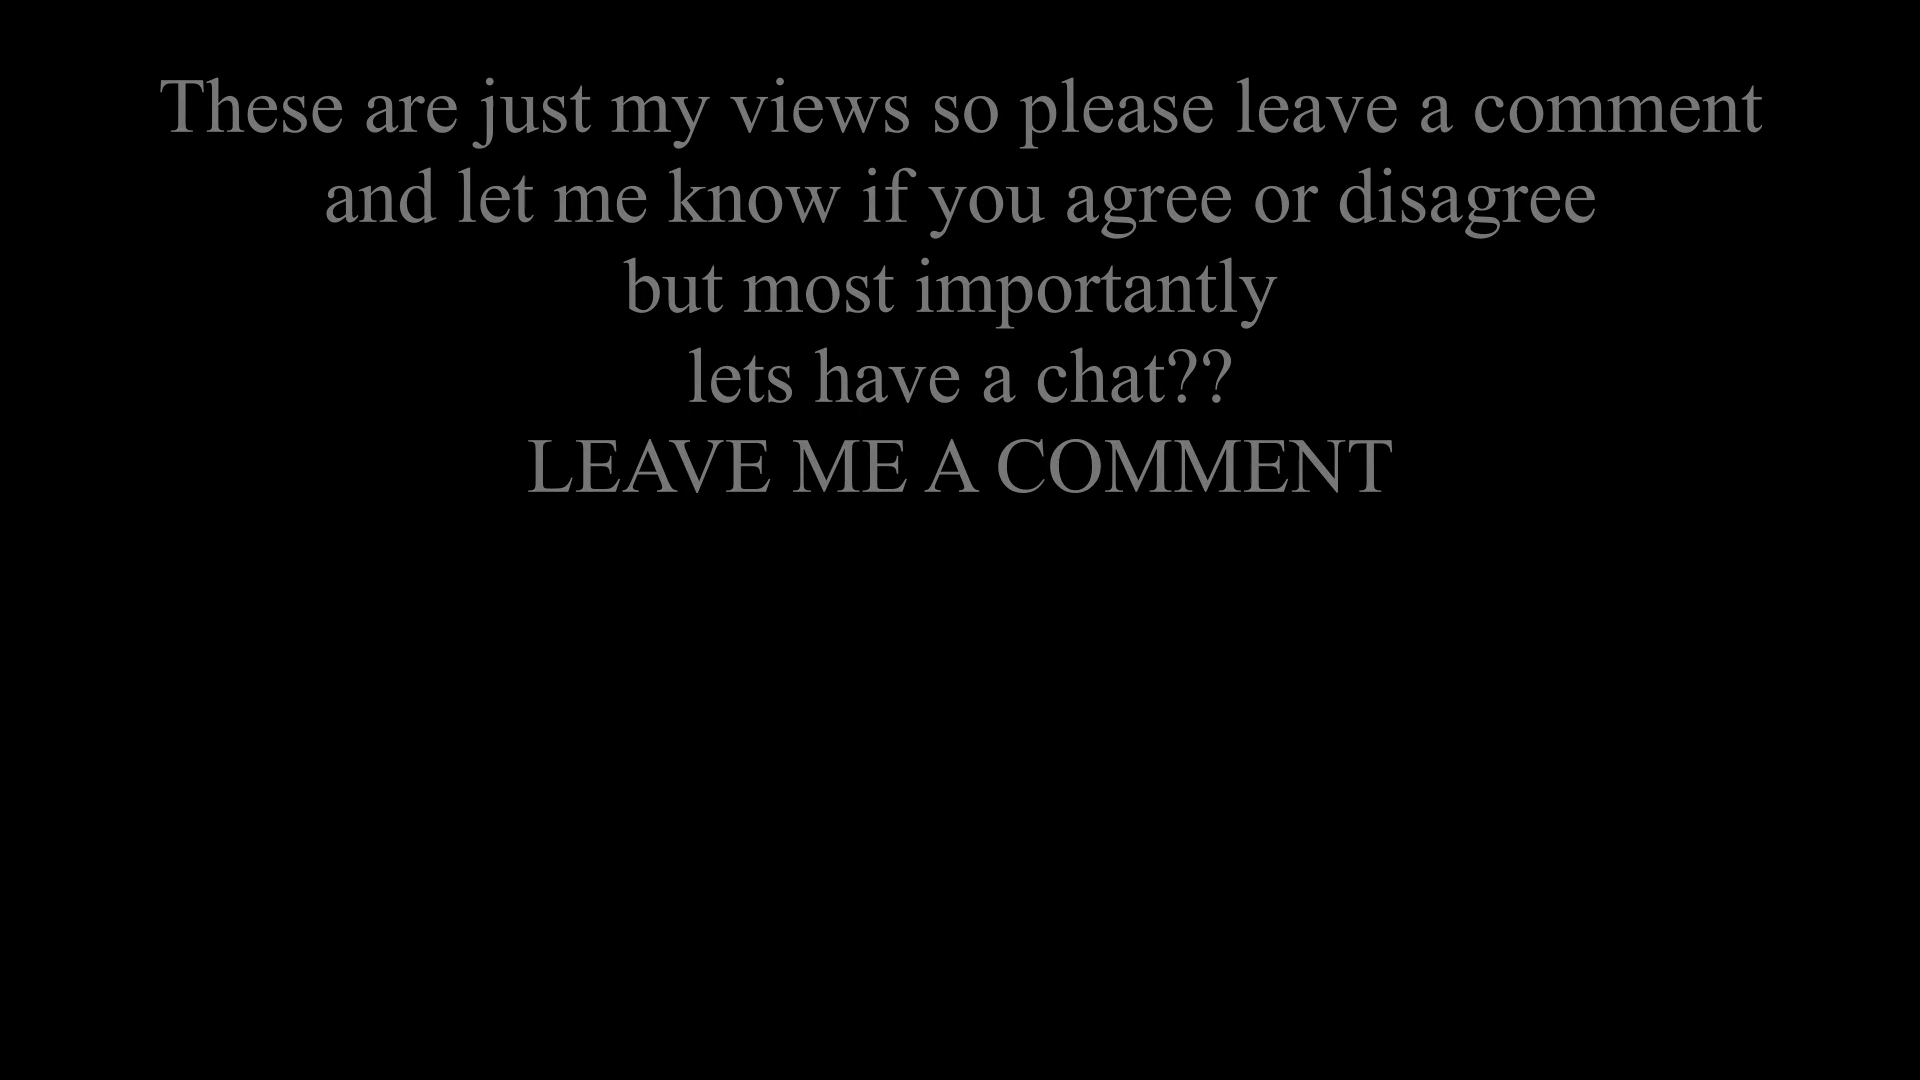 These are just my views so please leave a comment
and let me know if you agree or disagree
but most importantly
lets have a chat??
LEAVE ME A COMMENT